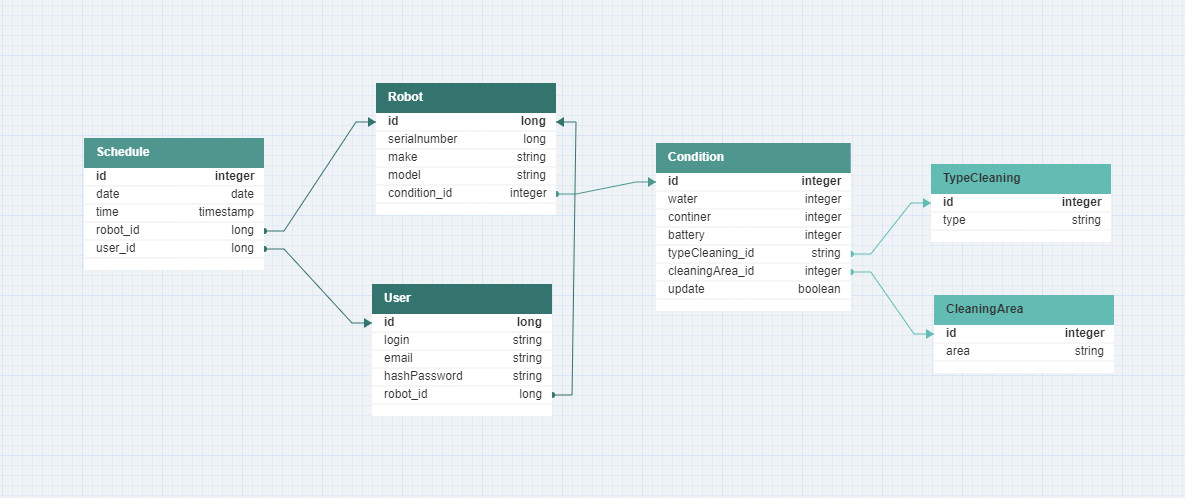 Schedule
id integer
date date
time timestamp
robot_id long
user_id long
Robot
id long
serialnumber long
make string
model string
condition_id integer
User
id long
login string
email string
hashPassword string
robot_id long
Condition
id integer
water integer
continer integer
battery integer
typeCleaning_id string
cleaningArea_id integer
update boolean
TypeCleaning
id integer
type string
CleaningArea
id integer
area string